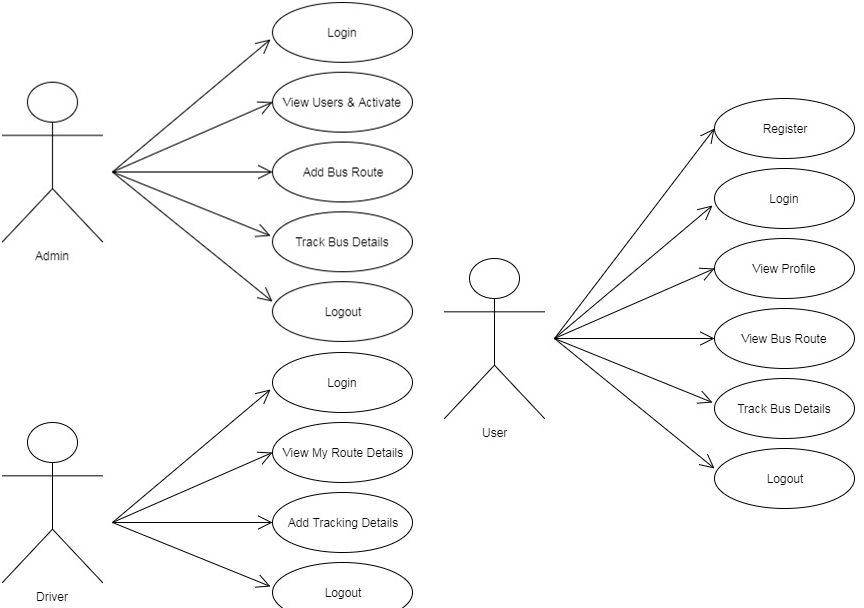 Login
View Users & Activate
Add Bus Route
Track Bus Details
Logout
Admin
Login
View My Route Details
Add Tracking Details
Logout
Driver
Register
Login
View Profile
View Bus Route
Track Bus Details
Logout
User